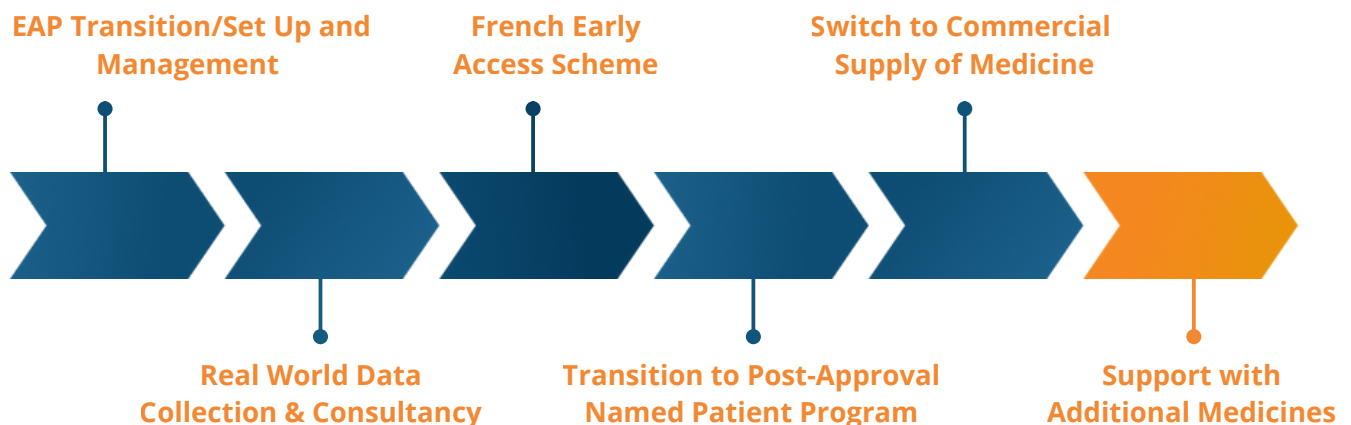 EAP Transition/Set Up and
Management
Real World Data
Collection & Consultancy
French Early
Access Scheme
Transition to Post-Approval
Named Patient Program
Switch to Commercial
Supply of Medicine
Support with
Additional Medicines